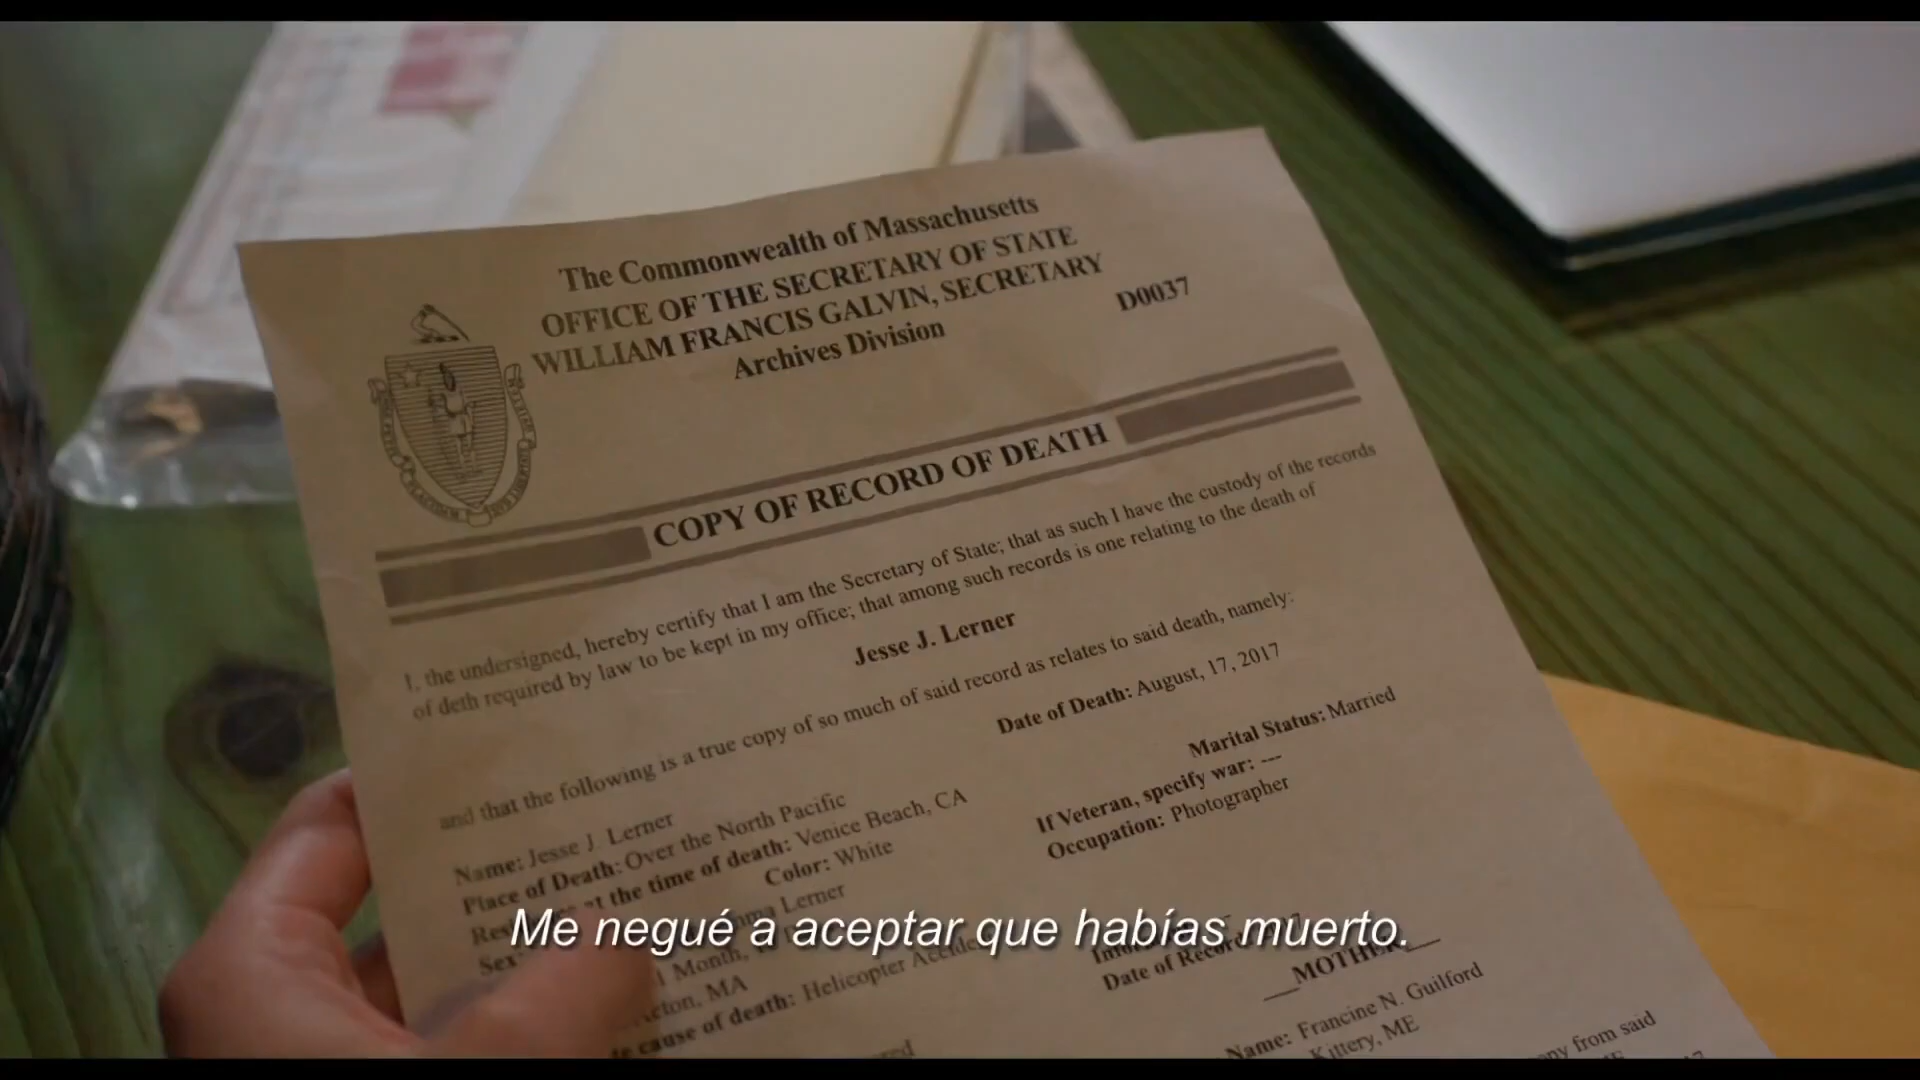 The Commonwealth of Massachusetts
OFFICE OF THE SECRETARY OF STATE
WILLIAM FRANCIS GALVIN, SECRETARY
Archives Division
D0037
COPY OF RECORD OF DEATH
I, the undersigned, hereby certify that I am the Secretary of State; that as such I have the custody of the records
of deth required by law to be kept in my office; that among such records is one relating to the death of
Jesse J. Lerner
and that the following is a true copy of so much of said record as relates to said death, namely:
Date of Death: August, 17, 2017
Name: Jesse J. Lerner
Marital Status: Married
Place of Death: Over the North Pacific
If Veteran, specify war: ---
at the time of death: Venice Beach, CA
Occupation: Photographer
Sex:
Color: White
Lerner
Month,
MA
cause of death: Helicopter
Date of Record:
Name: Francine N. Guilford
Kittery, ME
from said
Me negué a aceptar que habías muerto.